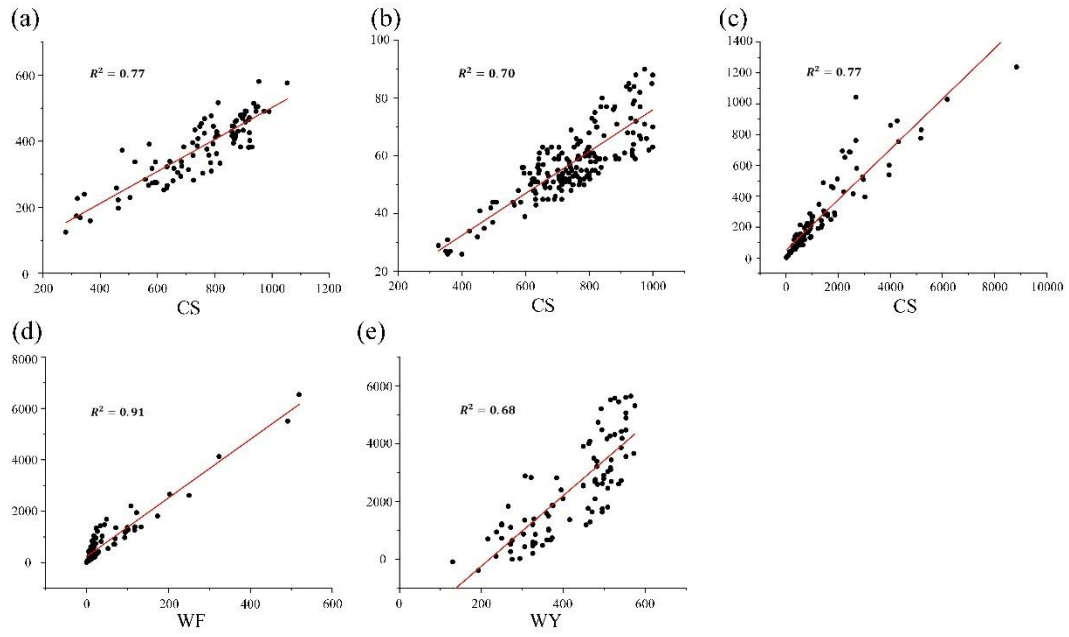 (a)
(b)
(c)
600
400
200
0
R² = 0.77
200 400 600 800 1000 1200
CS
100
80
60
40
20
R² = 0.70
200 400 600 800 1000
CS
1400
1200
1000
800
600
400
200
0
R² = 0.77
0 2000 4000 6000 8000 10000
CS
(d)
(e)
8000
6000
4000
2000
0
R² = 0.91
0 200 400 600
WF
6000
4000
2000
0
R² = 0.68
0 200 400 600
WY